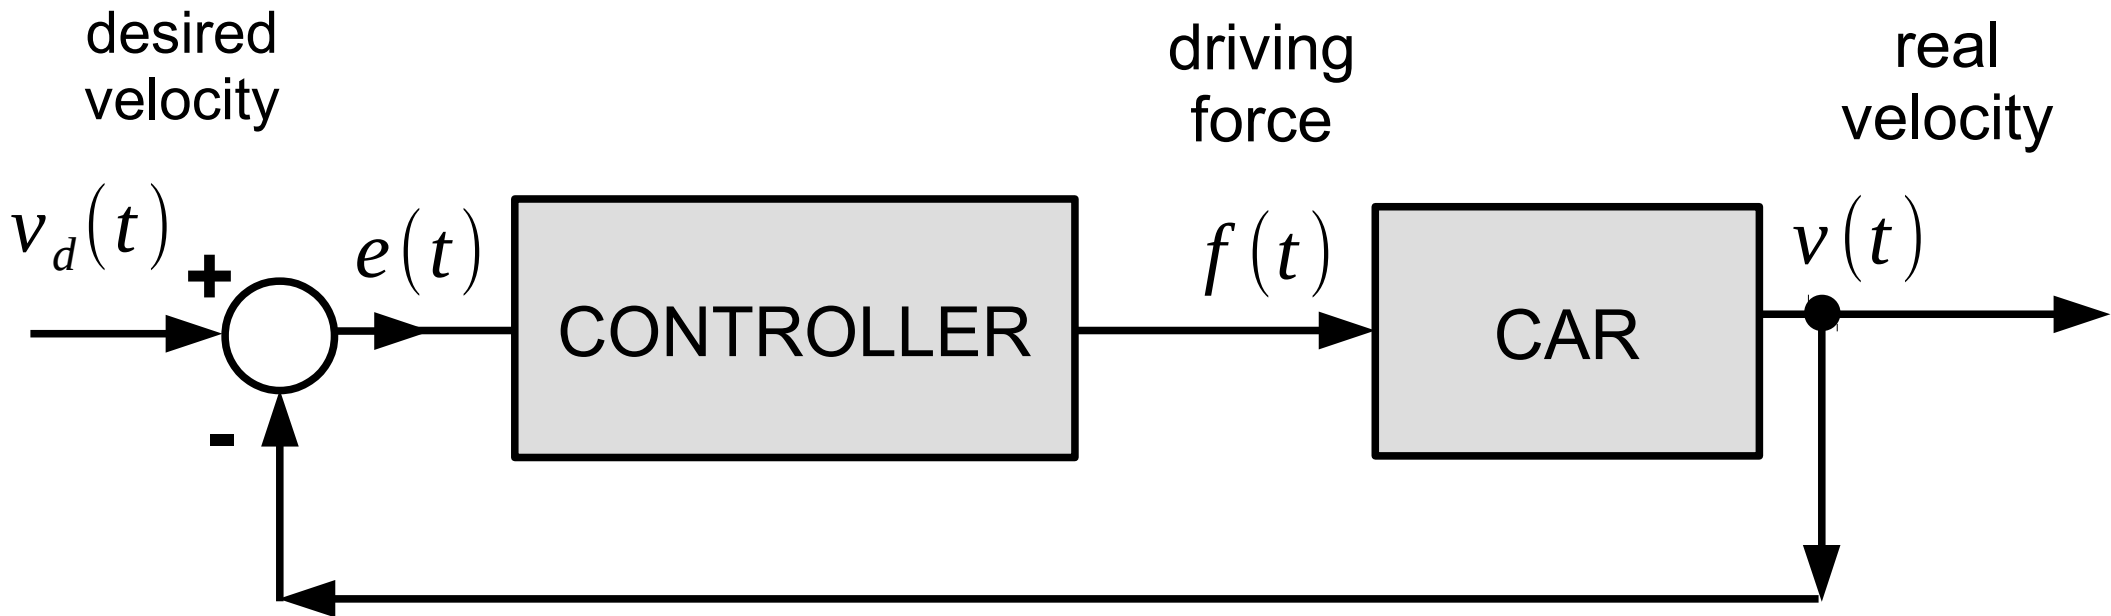 desired
velocity
driving
force
real
velocity
v_d(t)
+
e(t)
CONTROLLER
f(t)
CAR
v(t)
-